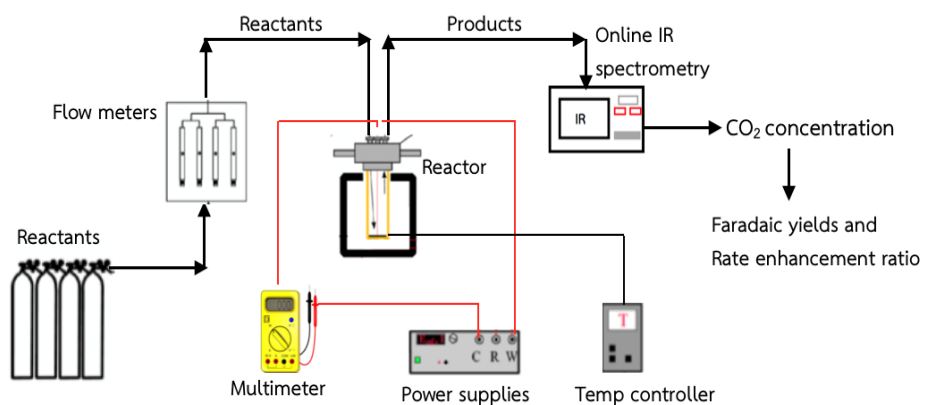 Reactants
Products
Online IR
spectrometry
Flow meters
IR
CO₂ concentration
Reactor
Faradaic yields and
Rate enhancement ratio
Reactants
T
C R W
Multimeter
Power supplies
Temp controller